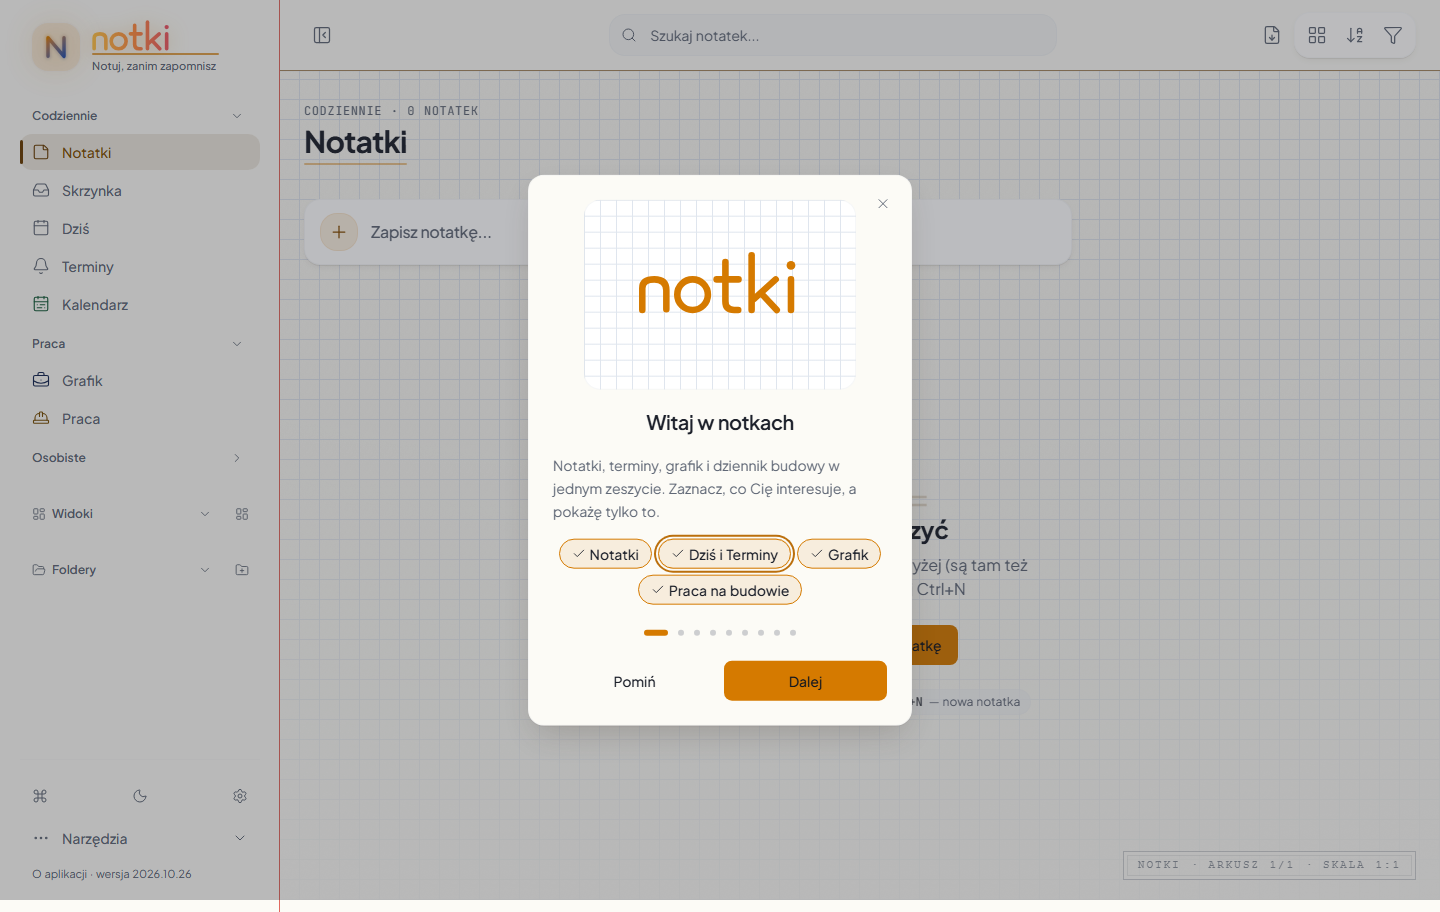 N
notki
Notuj, zanim zapomnisz
Codziennie
Notatki
Skrzynka
Dziś
Terminy
Kalendarz
Praca
Grafik
Praca
Osobiste
Widoki
Foldery
Narzędzia
O aplikacji · wersja 2026.10.26
Szukaj notatek...
CODZIENNIE · 0 NOTATEK
Notatki
Zapisz notatkę...
notki
Witaj w notkach
Notatki, terminy, grafik i dziennik budowy w
jednym zeszycie. Zaznacz, co Cię interesuje, a
pokażę tylko to.
Notatki
Dziś i Terminy
Grafik
Praca na budowie
Pomiń
Dalej
(są tam też
Ctrl+N
— nowa notatka
NOTKI · ARKUSZ 1/1 · SKALA 1:1